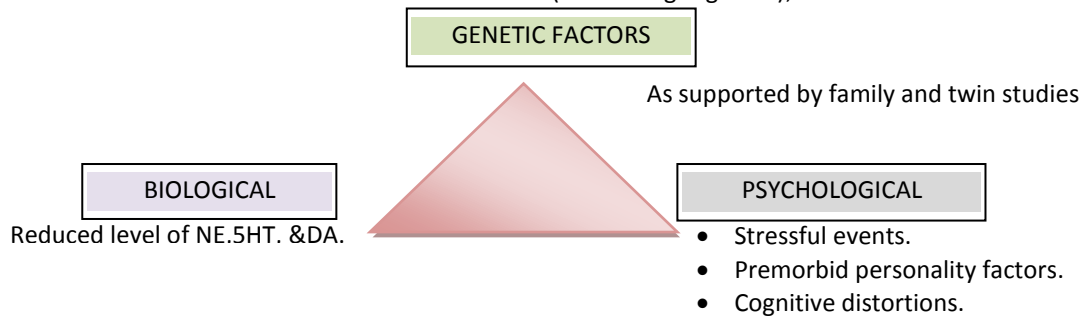 GENETIC FACTORS
As supported by family and twin studies
BIOLOGICAL
Reduced level of NE.5HT. &DA.
PSYCHOLOGICAL
• Stressful events.
• Premorbid personality factors.
• Cognitive distortions.